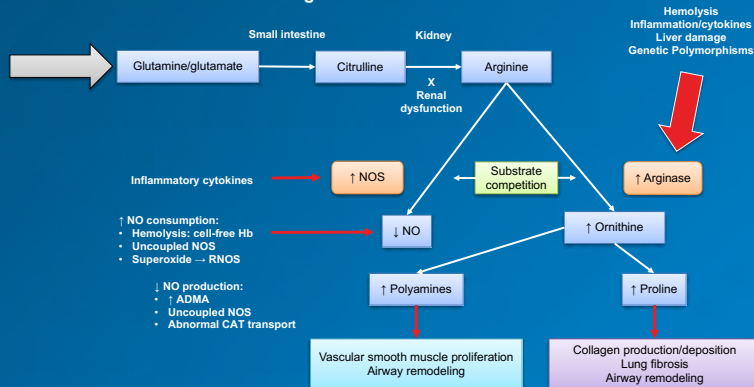 Hemolysis
Inflammation/cytokines
Liver damage
Genetic Polymorphisms
Small intestine
Kidney
Glutamine/glutamate
Citrulline
Arginine
X
Renal
dysfunction
Inflammatory cytokines
↑ NOS
Substrate
competition
↑ Arginase
↑ NO consumption:
• Hemolysis: cell-free Hb
• Uncoupled NOS
• Superoxide → RNOS
↓ NO
↑ Ornithine
↓ NO production:
• ↑ ADMA
• Uncoupled NOS
• Abnormal CAT transport
↑ Polyamines
↑ Proline
Vascular smooth muscle proliferation
Airway remodeling
Collagen production/deposition
Lung fibrosis
Airway remodeling